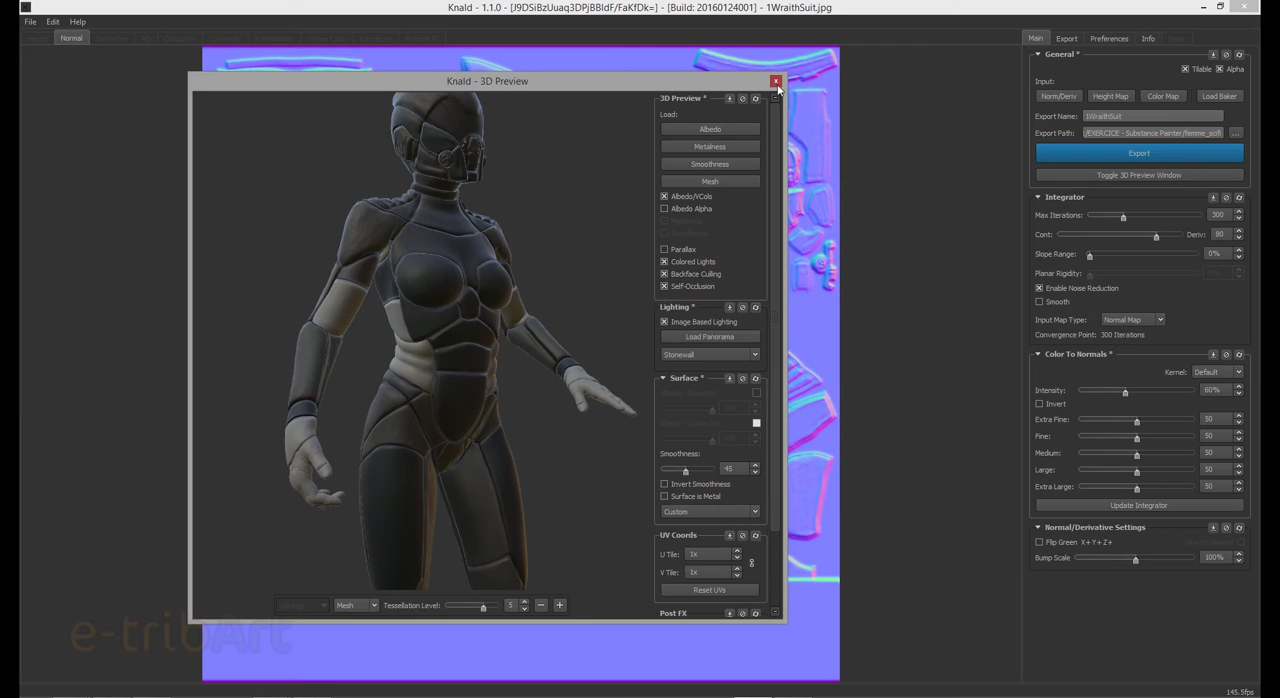 Knald - 1.1.0 - [J9DSiBzUuaq3DPjBBldF/FaKfDk=] - [Build: 20160124001] - 1WraithSuit.jpg
File Edit Help
Normal
Main Export Preferences Info
Knald - 3D Preview
x
3D Preview *
Load:
Albedo
Metalness
Smoothness
Mesh
Albedo/VCols
Albedo Alpha
Parallax
Colored Lights
Backface Culling
Self-Occlusion
Lighting *
Image Based Lighting
Load Panorama
Stonewall
Surface *
Smoothness:
45
Invert Smoothness
Surface is Metal
Custom
UV Coords
U Tile: 1x
V Tile: 1x
Reset UVs
Post FX
Mesh Tessellation Level: 5
General *
Tilable Alpha
Input:
Norm/Deriv Height Map Color Map Load Baker
Export Name: 1WraithSuit
Export Path: /EXERCICE - Substance Painter/femme_scifi ...
Export
Toggle 3D Preview Window
Integrator
Max Iterations: 300
Cont: Deriv: 80
Slope Range: 0%
Planar Rigidity:
Enable Noise Reduction
Smooth
Input Map Type: Normal Map
Convergence Point: 300 Iterations
Color To Normals *
Kernel: Default
Intensity: 60%
Invert
Extra Fine: 50
Fine: 50
Medium: 50
Large: 50
Extra Large: 50
Update Integrator
Normal/Derivative Settings
Flip Green X+ Y+ Z+
Bump Scale 100%
e-tribArt
145.5fps